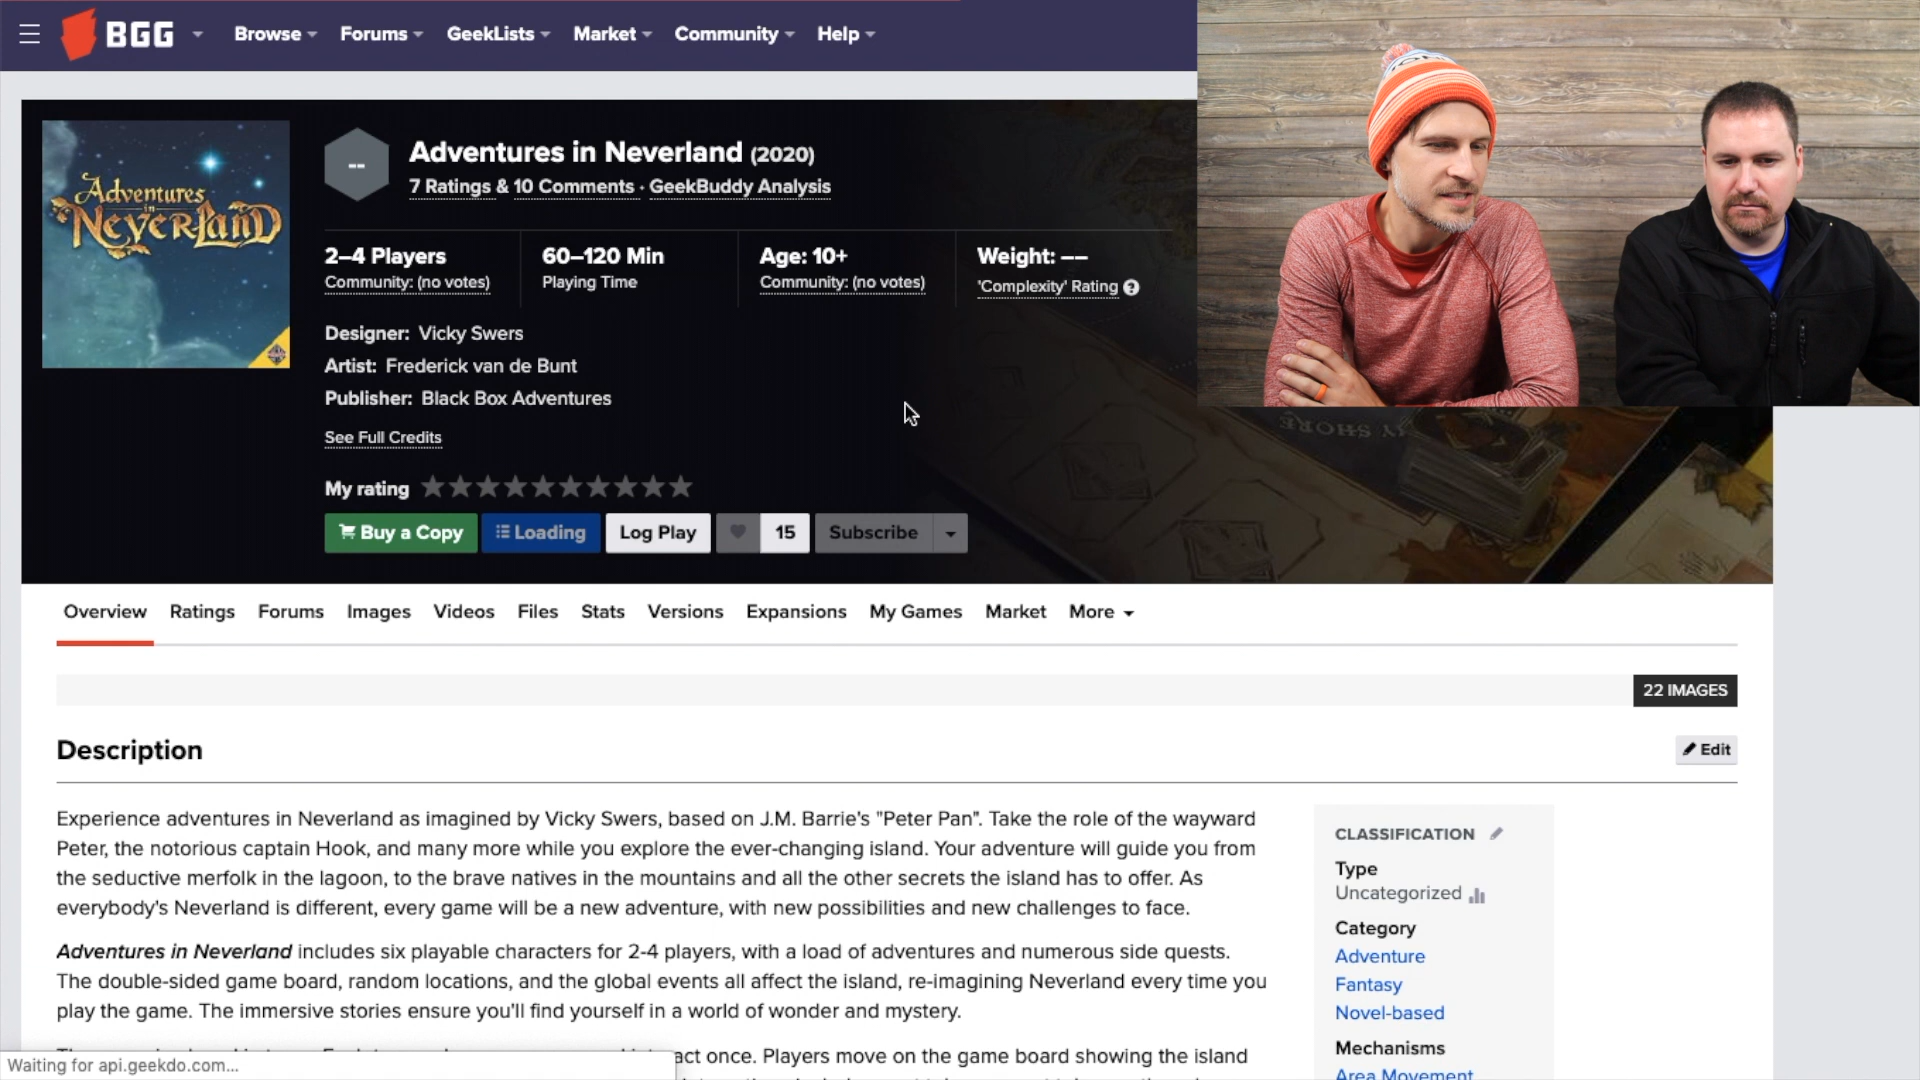 BGG
Browse
Forums
GeekLists
Market
Community
Help
Adventures
in
Neverland
--
Adventures in Neverland (2020)
7 Ratings & 10 Comments · GeekBuddy Analysis
2–4 Players
Community: (no votes)
60–120 Min
Playing Time
Age: 10+
Community: (no votes)
Weight: ––
'Complexity' Rating
Designer: Vicky Swers
Artist: Frederick van de Bunt
Publisher: Black Box Adventures
See Full Credits
My rating
Buy a Copy
Loading
Log Play
15
Subscribe
Overview
Ratings
Forums
Images
Videos
Files
Stats
Versions
Expansions
My Games
Market
More
22 IMAGES
Description
Edit
Experience adventures in Neverland as imagined by Vicky Swers, based on J.M. Barrie's "Peter Pan". Take the role of the wayward
Peter, the notorious captain Hook, and many more while you explore the ever-changing island. Your adventure will guide you from
the seductive merfolk in the lagoon, to the brave natives in the mountains and all the other secrets the island has to offer. As
everybody's Neverland is different, every game will be a new adventure, with new possibilities and new challenges to face.
Adventures in Neverland includes six playable characters for 2-4 players, with a load of adventures and numerous side quests.
The double-sided game board, random locations, and the global events all affect the island, re-imagining Neverland every time you
play the game. The immersive stories ensure you'll find yourself in a world of wonder and mystery.
act once. Players move on the game board showing the island
CLASSIFICATION
Type
Uncategorized
Category
Adventure
Fantasy
Novel-based
Mechanisms
Area Movement
Waiting for api.geekdo.com...